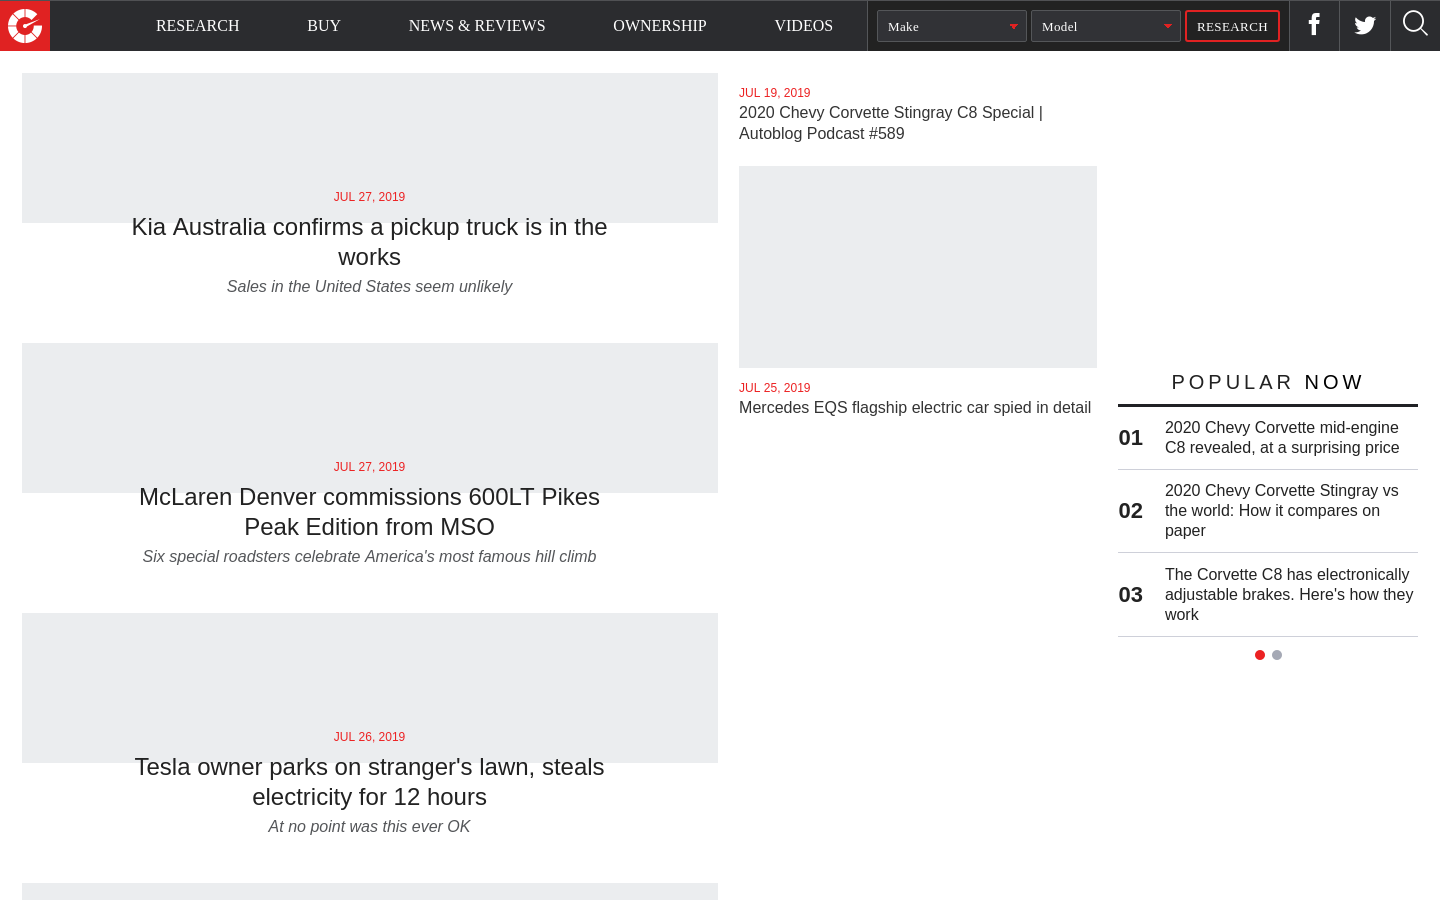 RESEARCH
BUY
NEWS & REVIEWS
OWNERSHIP
VIDEOS
Make
Model
RESEARCH
JUL 27, 2019
Kia Australia confirms a pickup truck is in the
works
Sales in the United States seem unlikely
JUL 27, 2019
McLaren Denver commissions 600LT Pikes
Peak Edition from MSO
Six special roadsters celebrate America's most famous hill climb
JUL 26, 2019
Tesla owner parks on stranger's lawn, steals
electricity for 12 hours
At no point was this ever OK
JUL 19, 2019
2020 Chevy Corvette Stingray C8 Special |
Autoblog Podcast #589
JUL 25, 2019
Mercedes EQS flagship electric car spied in detail
POPULAR NOW
01
2020 Chevy Corvette mid-engine
C8 revealed, at a surprising price
02
2020 Chevy Corvette Stingray vs
the world: How it compares on
paper
03
The Corvette C8 has electronically
adjustable brakes. Here's how they
work